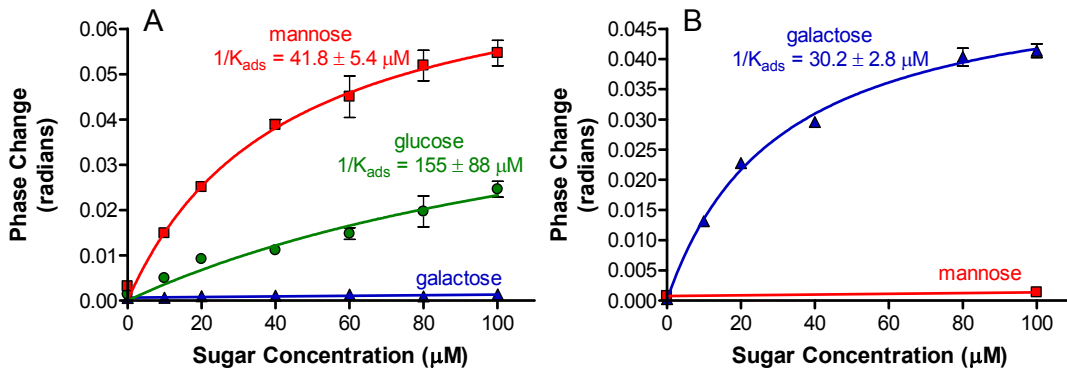 A
0.06
0.05
0.04
0.03
0.02
0.01
0.00
Phase Change
(radians)
mannose
1/Kads = 41.8 ± 5.4 μM
glucose
1/Kads = 155 ± 88 μM
galactose
0 20 40 60 80 100
Sugar Concentration (μM)
B
0.045
0.040
0.035
0.030
0.025
0.020
0.015
0.010
0.005
0.000
Phase Change
(radians)
galactose
1/Kads = 30.2 ± 2.8 μM
mannose
0 20 40 60 80 100
Sugar Concentration (μM)